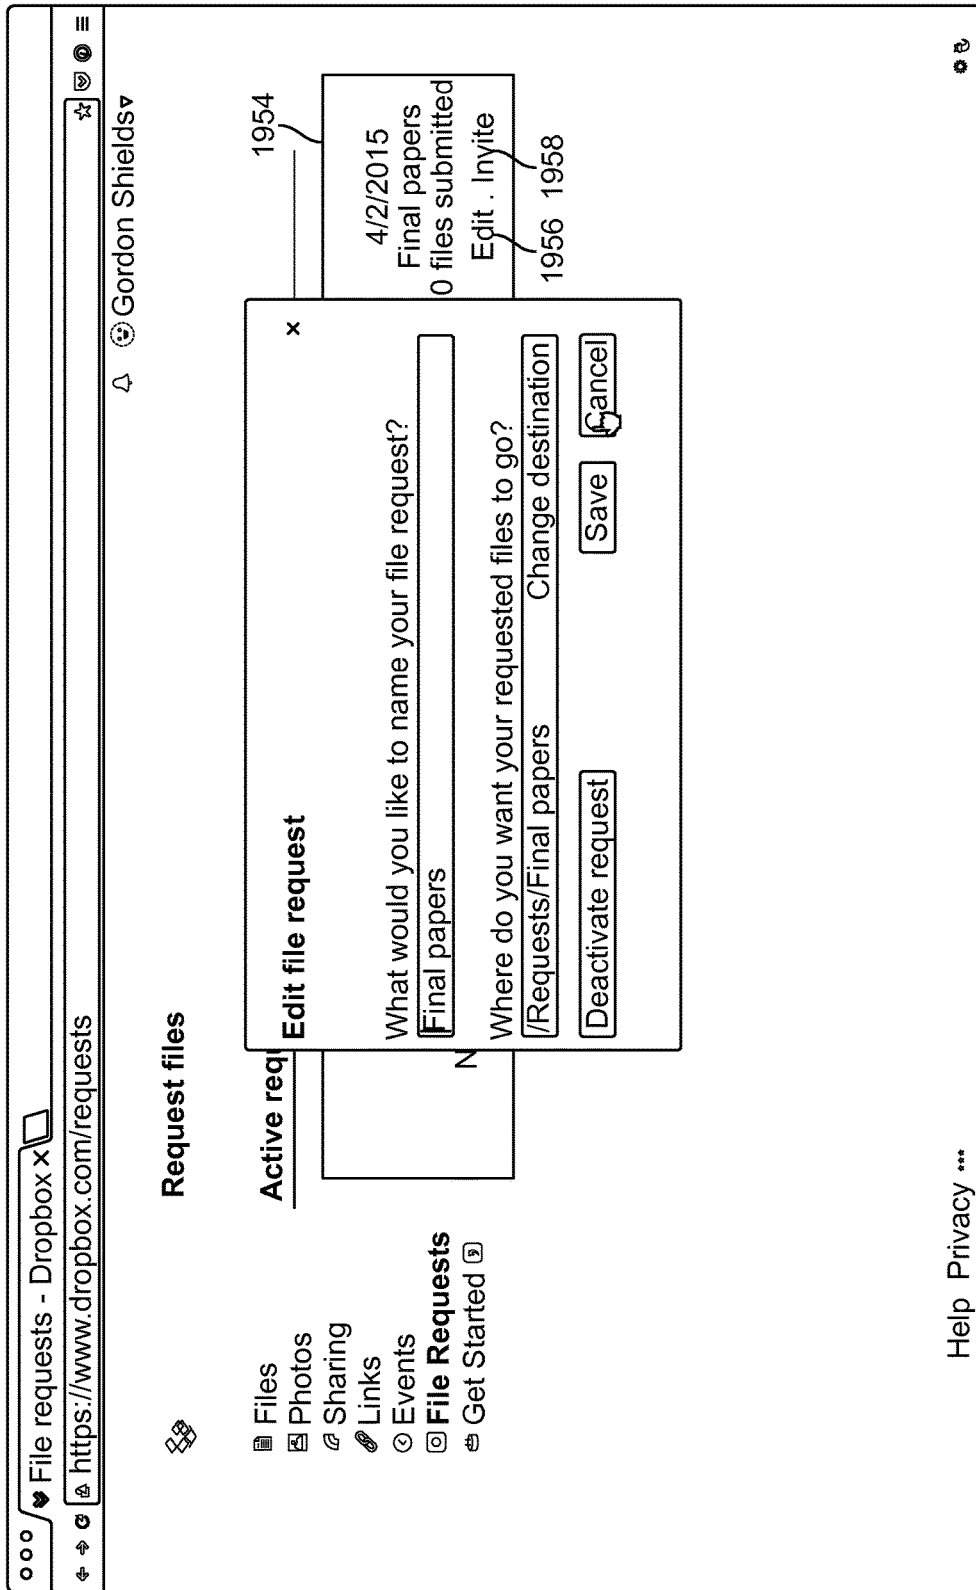 File requests - Dropbox X
https://www.dropbox.com/requests
Gordon Shields
Request files
Files
Photos
Sharing
Links
Events
File Requests
Get Started
Active req
1954
4/2/2015
Final papers
0 files submitted
Edit . Invite
1956 1958
N
Edit file request
×
What would you like to name your file request?
Final papers
Where do you want your requested files to go?
/Requests/Final papers Change destination
Deactivate request Save Cancel
Help Privacy ...